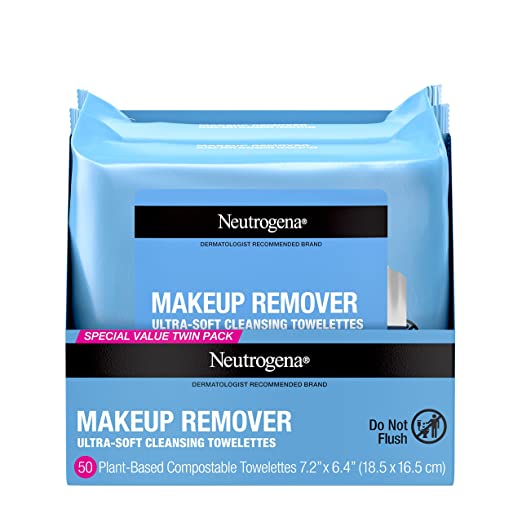 MAKEUP REMOVER
Neutrogena®
DERMATOLOGIST RECOMMENDED BRAND
MAKEUP REMOVER
ULTRA-SOFT CLEANSING TOWELETTES
SPECIAL VALUE TWIN PACK
Neutrogena®
DERMATOLOGIST RECOMMENDED BRAND
MAKEUP REMOVER
ULTRA-SOFT CLEANSING TOWELETTES
Do Not
Flush
50 Plant-Based Compostable Towelettes 7.2” x 6.4” (18.5 x 16.5 cm)